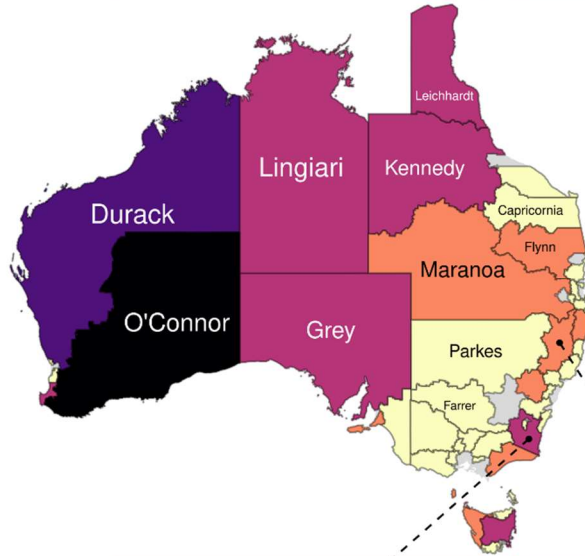 Leichhardt
Lingiari
Kennedy
Durack
Capricornia
Flynn
Maranoa
O'Connor
Grey
Parkes
Farrer